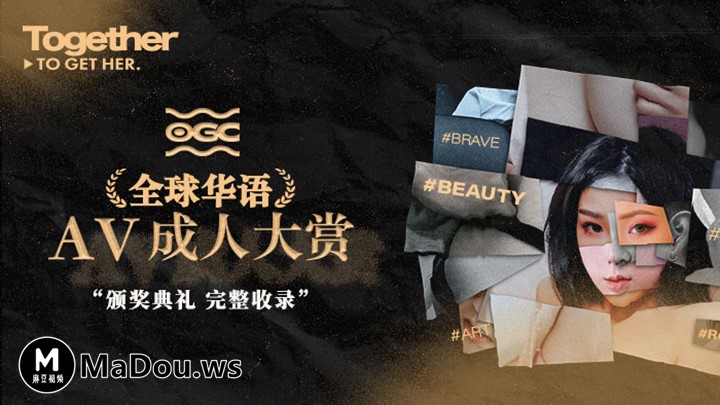 Together
TO GET HER.
OGC
全球华语
AV成人大赏
“颁奖典礼 完整收录”
#BRAVE
#BEAUTY
#ART
M
麻豆视频
MaDou.ws